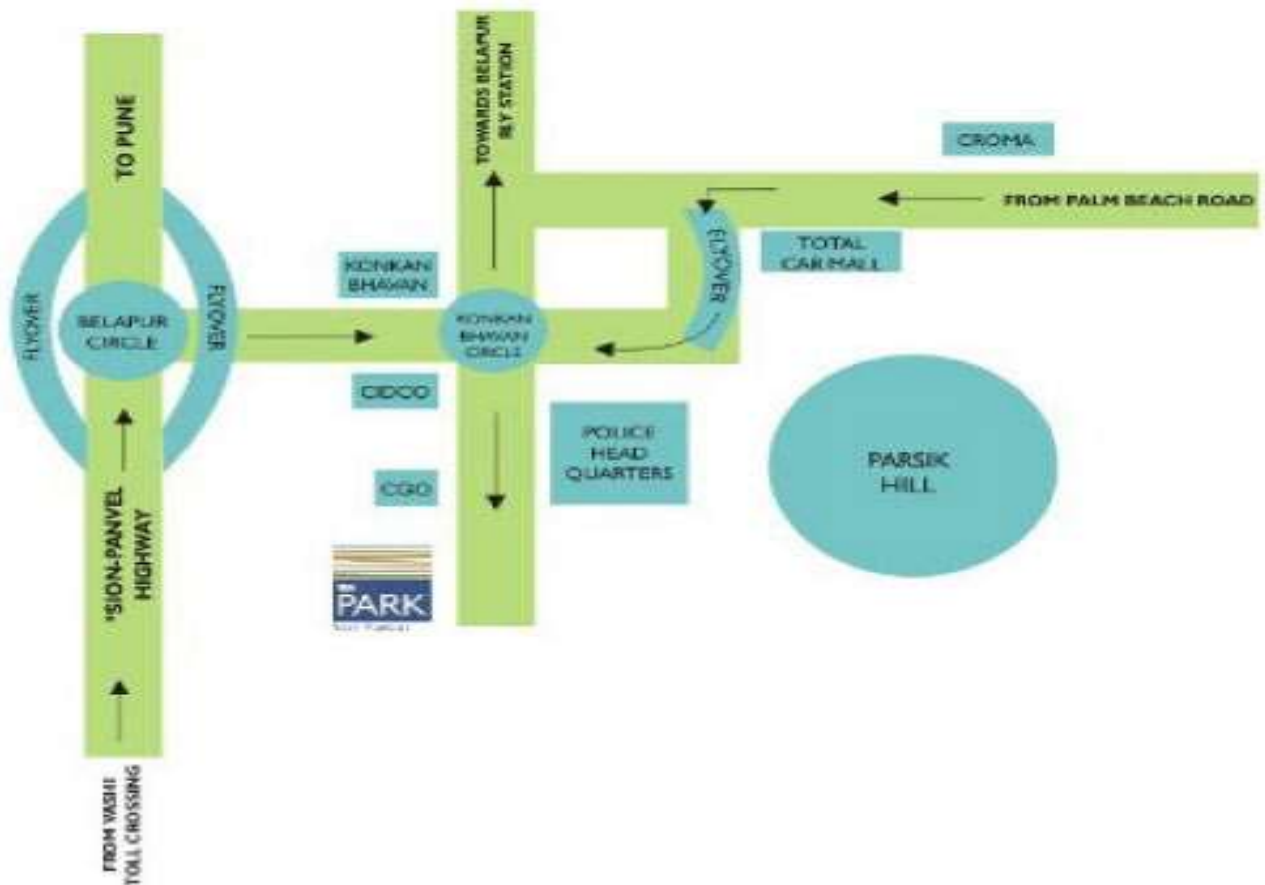 TO PUNE
TOWARDS BELAPUR
RLY STATION
CROMA
FROM PALM BEACH ROAD
TOTAL
CAR MALL
FLYOVER
KONKAN
BHAVAN
FLYOVER
BELAPUR
CIRCLE
FLYOVER
KONKAN
BHAVAN
CIRCLE
CIDCO
POLICE
HEAD
QUARTERS
PARSIK
HILL
CGO
*SION-PANVEL
HIGHWAY
THE
PARK
FROM VASHI
TOLL CROSSING